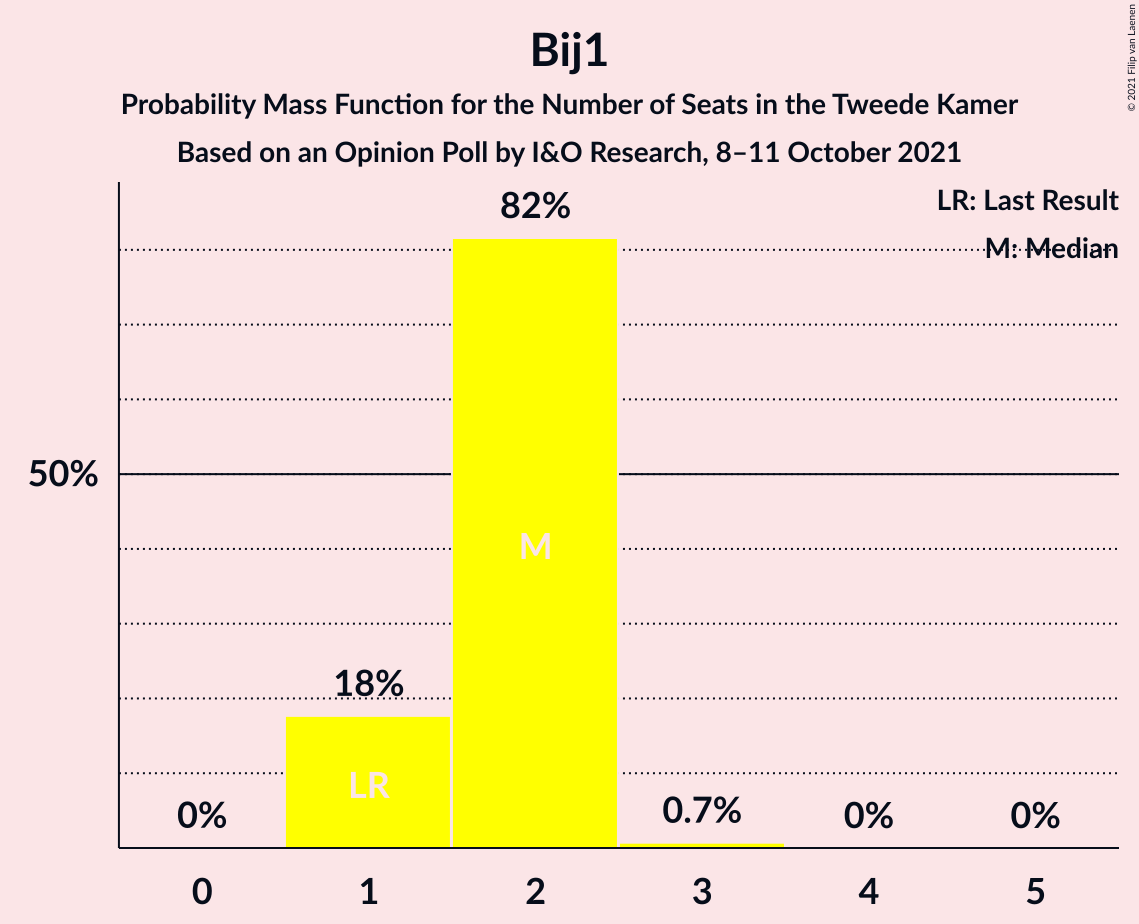 Bij1
Probability Mass Function for the Number of Seats in the Tweede Kamer
Based on an Opinion Poll by I&O Research, 8–11 October 2021
© 2021 Filip van Laenen
LR: Last Result
M: Median
82%
50%
M
18%
LR
0%
0.7%
0%
0%
0 1 2 3 4 5